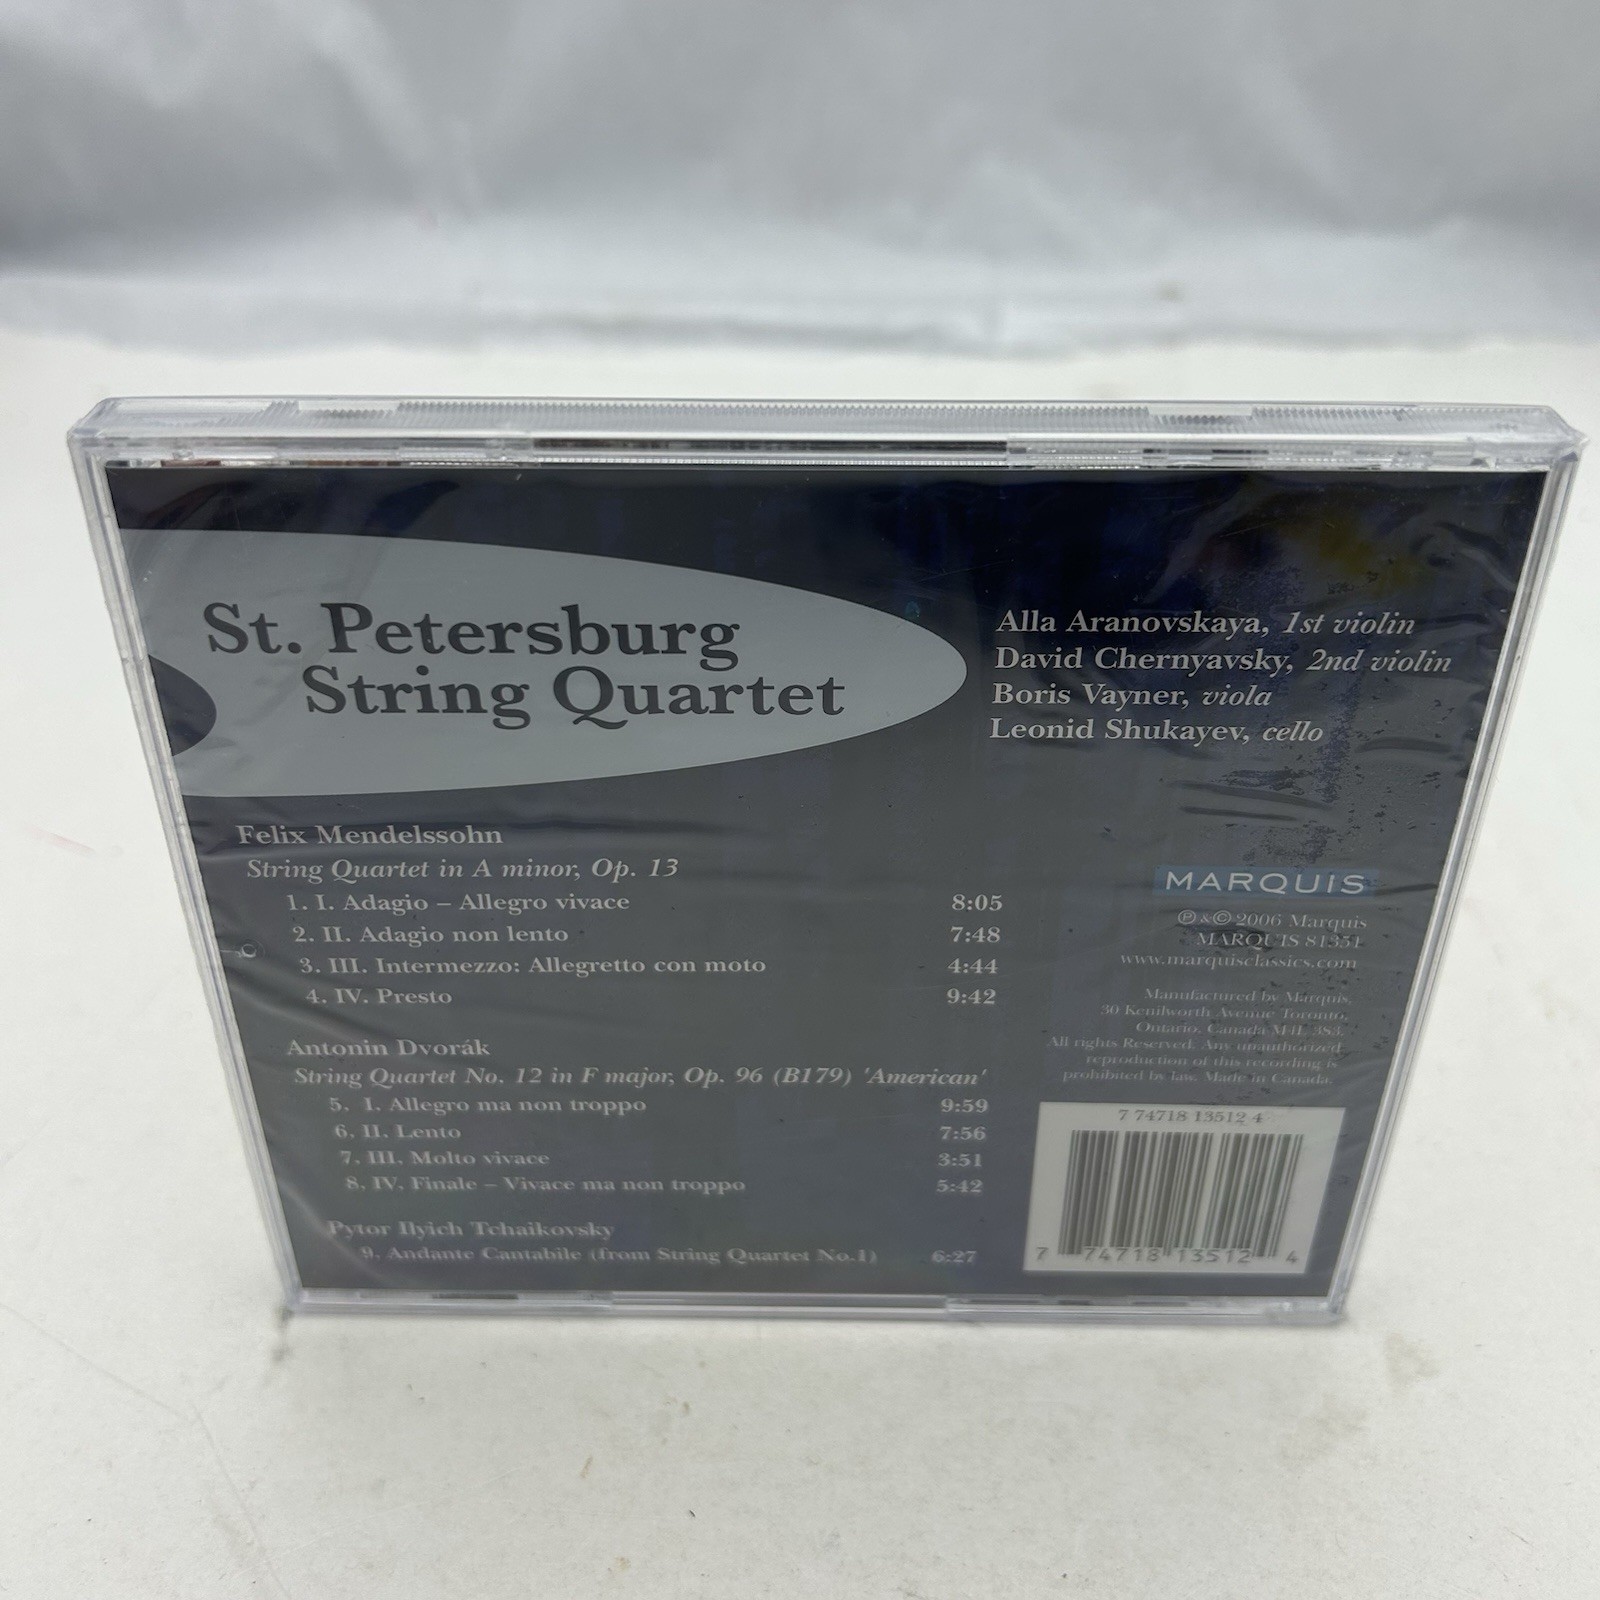 St. Petersburg
String Quartet
Alla Aranovskaya, 1st violin
David Chernyavsky, 2nd violin
Boris Vayner, viola
Leonid Shukayev, cello
Felix Mendelssohn
String Quartet in A minor, Op. 13
1. I. Adagio – Allegro vivace 8:05
2. II. Adagio non lento 7:48
3. III. Intermezzo: Allegretto con moto 4:44
4. IV. Presto 9:42
Antonin Dvorák
String Quartet No. 12 in F major, Op. 96 (B179) 'American'
5. I. Allegro ma non troppo 9:59
6. II. Lento 7:56
7. III. Molto vivace 3:51
8. IV. Finale – Vivace ma non troppo 5:42
Pytor Ilyich Tchaikovsky
9. Andante Cantabile (from String Quartet No.1) 6:27
MARQUIS
℗ & © 2006 Marquis
MARQUIS 81351
www.marquisclassics.com
Manufactured by Marquis,
30 Kenilworth Avenue Toronto,
Ontario, Canada M4L 3S3.
All rights Reserved. Any unauthorized
reproduction of this recording is
prohibited by law. Made in Canada.
7 74718 13512 4
7 74718 13512 4